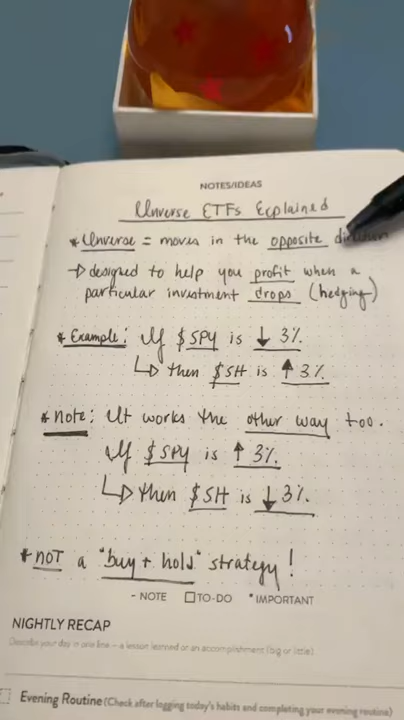 NOTES/IDEAS
Inverse ETFs Explained
* Inverse = moves in the opposite direction
→ designed to help you profit when a
particular investment drops (hedging)
* Example: If $SPY is ↓ 3%.
↳ then $SH is ↑ 3%.
* Note: It works the other way too.
If $SPY is ↑ 3%.
↳ then $SH is ↓ 3%.
* NOT a "buy + hold" strategy!
- NOTE □ TO-DO * IMPORTANT
NIGHTLY RECAP
Describe your day in one line – a lesson learned or an accomplishment (big or little)
Evening Routine (Check after logging today's habits and completing your evening routine)